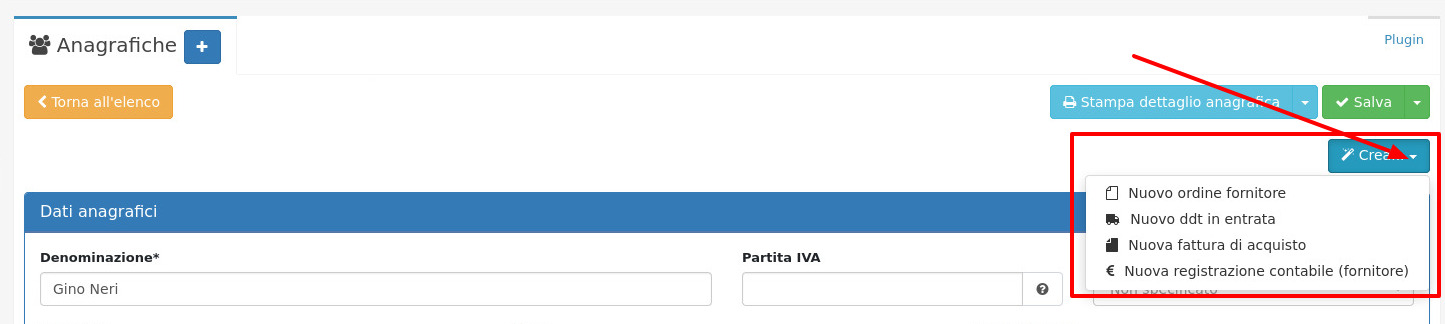 Anagrafiche
Plugin
Torna all'elenco
Stampa dettaglio anagrafica
Salva
Crea
Dati anagrafici
Nuovo ordine fornitore
Nuovo ddt in entrata
Nuova fattura di acquisto
€ Nuova registrazione contabile (fornitore)
Denominazione*
Partita IVA
Gino Neri
Non specificato